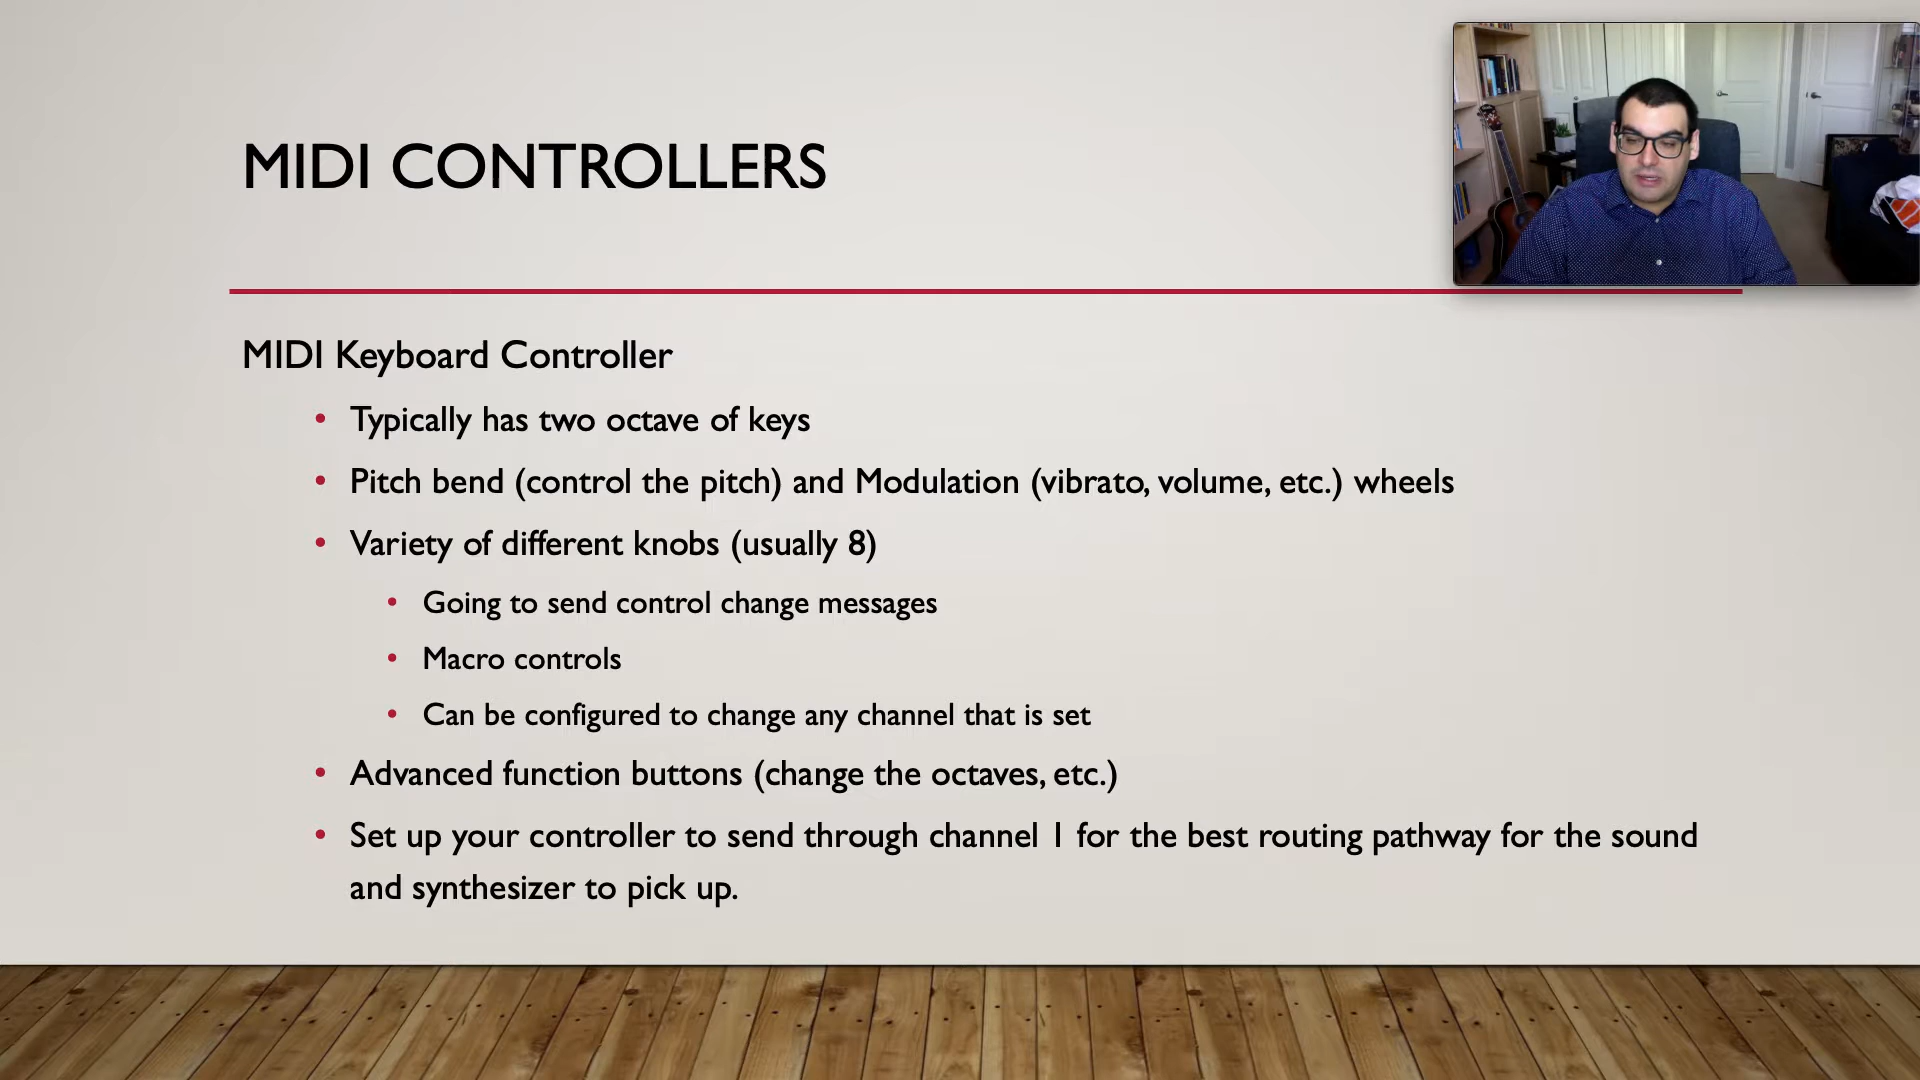 MIDI CONTROLLERS
MIDI Keyboard Controller
• Typically has two octave of keys
• Pitch bend (control the pitch) and Modulation (vibrato, volume, etc.) wheels
• Variety of different knobs (usually 8)
• Going to send control change messages
• Macro controls
• Can be configured to change any channel that is set
• Advanced function buttons (change the octaves, etc.)
• Set up your controller to send through channel 1 for the best routing pathway for the sound
and synthesizer to pick up.